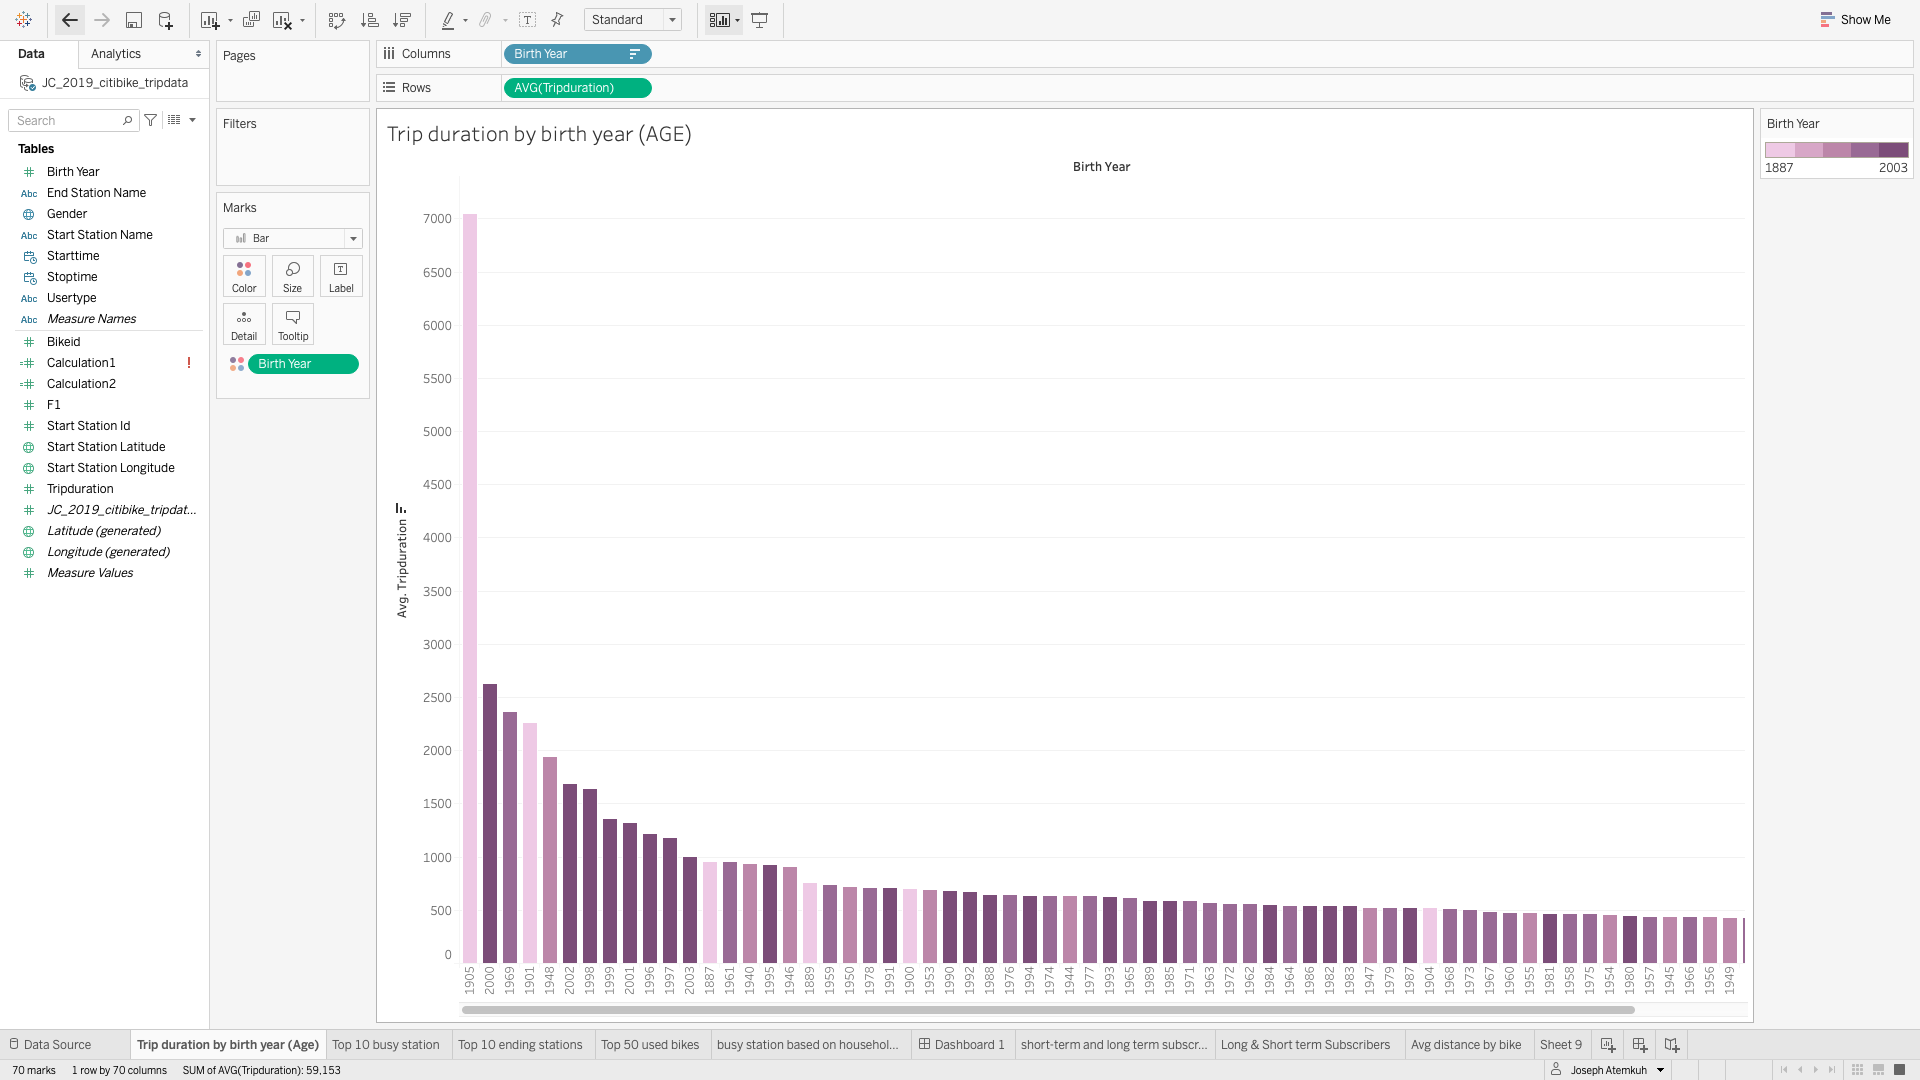 Standard
Show Me
Data
Analytics
JC_2019_citibike_tripdata
Search
Tables
# Birth Year
Abc End Station Name
Gender
Abc Start Station Name
Starttime
Stoptime
Abc Usertype
Abc Measure Names
# Bikeid
=# Calculation1 !
=# Calculation2
# F1
# Start Station Id
Start Station Latitude
Start Station Longitude
# Tripduration
# JC_2019_citibike_tripdat...
Latitude (generated)
Longitude (generated)
# Measure Values
Pages
Filters
Marks
Bar
Color
Size
Label
Detail
Tooltip
Birth Year
Columns
Birth Year
Rows
AVG(Tripduration)
Trip duration by birth year (AGE)
Birth Year
Avg. Tripduration
7000
6500
6000
5500
5000
4500
4000
3500
3000
2500
2000
1500
1000
500
0
1905 2000 1969 1901 1948 2002 1998 1999 2001 1996 1997 2003 1887 1961 1940 1995 1946 1889 1959 1950 1978 1991 1900 1953 1990 1992 1988 1976 1994 1974 1944 1977 1993 1965 1989 1985 1971 1963 1972 1962 1984 1964 1986 1982 1983 1947 1979 1987 1904 1968 1973 1967 1960 1955 1981 1958 1975 1954 1980 1957 1945 1966 1956 1949
Birth Year
1887 2003
Data Source
Trip duration by birth year (Age)
Top 10 busy station
Top 10 ending stations
Top 50 used bikes
busy station based on househol...
Dashboard 1
short-term and long term subscr...
Long & Short term Subscribers
Avg distance by bike
Sheet 9
70 marks
1 row by 70 columns
SUM of AVG(Tripduration): 59,153
Joseph Atemkuh